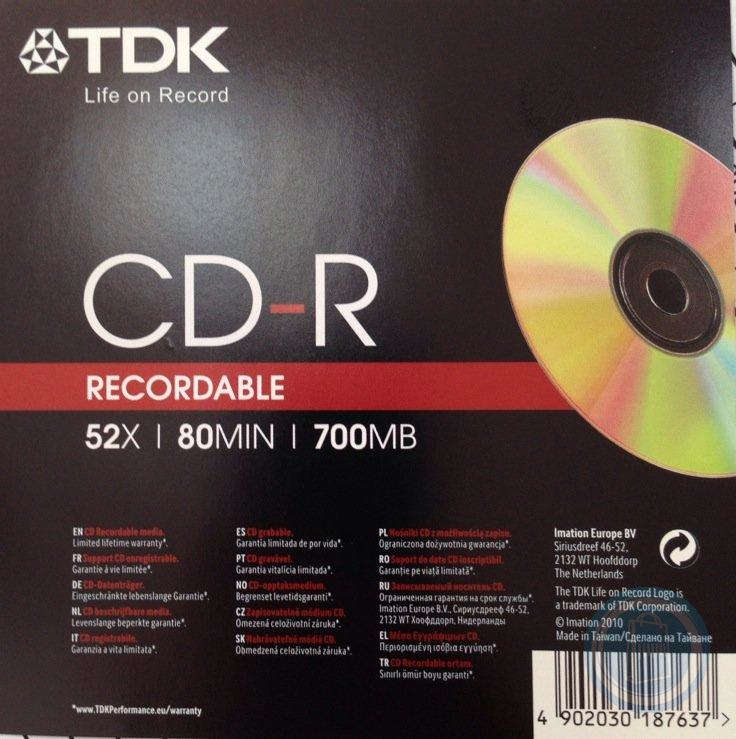 TDK
Life on Record
CD-R
RECORDABLE
52X | 80MIN | 700MB
EN CD Recordable media.
Limited lifetime warranty*.
FR Support CD enregistrable.
Garantie à vie limitée*.
DE CD-Datenträger.
Eingeschränkte lebenslange Garantie*.
NL CD beschrijfbare media.
Levenslange beperkte garantie*.
IT CD registrabile.
Garanzia a vita limitata*.
ES CD grabable.
Garantía limitada de por vida*.
PT CD gravável.
Garantia vitalícia limitada*.
NO CD-opptaksmedium.
Begrenset levetidsgaranti*.
CZ Zapisovatelné médium CD.
Omezená celoživotní záruka*.
SK Nahrávateľné médiá CD.
Obmedzená celoživotná záruka*.
PL Nośniki CD z możliwością zapisu.
Ograniczona dożywotnia gwarancja*.
RO Suport de date CD inscriptibil.
Garanție pe viață limitată*.
RU Записываемый носитель CD.
Ограниченная гарантия на срок службы*.
Imation Europe B.V., Сириусдрееф 46-52,
2132 WT Хоофддорп, Нидерланды
EL Μέσα Εγγράψιμων CD.
Περιορισμένη ισόβια εγγύηση*.
TR CD Recordable ortam.
Sınırlı ömür boyu garanti*.
*www.TDKPerformance.eu/warranty
Imation Europe BV
Siriusdreef 46-52,
2132 WT Hoofddorp
The Netherlands
The TDK Life on Record Logo is
a trademark of TDK Corporation.
© Imation 2010
Made in Taiwan/Сделано на Тайване
4 902030 187637 >